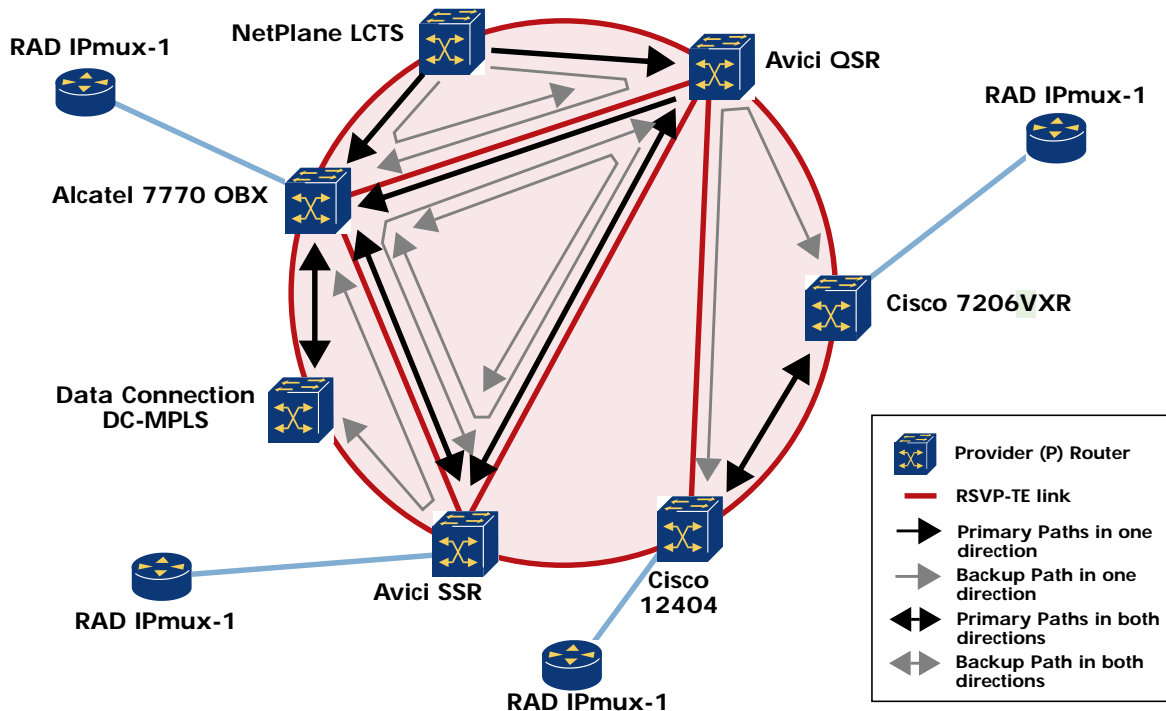 NetPlane LCTS
RAD IPmux-1
Avici QSR
RAD IPmux-1
Alcatel 7770 OBX
Cisco 7206VXR
Data Connection
DC-MPLS
Avici SSR
Cisco
12404
RAD IPmux-1
RAD IPmux-1
Provider (P) Router
RSVP-TE link
Primary Paths in one
direction
Backup Path in one
direction
Primary Paths in both
directions
Backup Path in both
directions